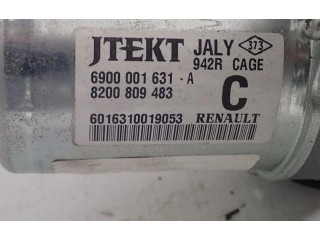 JTEKT JALY 373
942R CAGE
6900 001 631 - A
8200 809 483 C
6016310019053 RENAULT